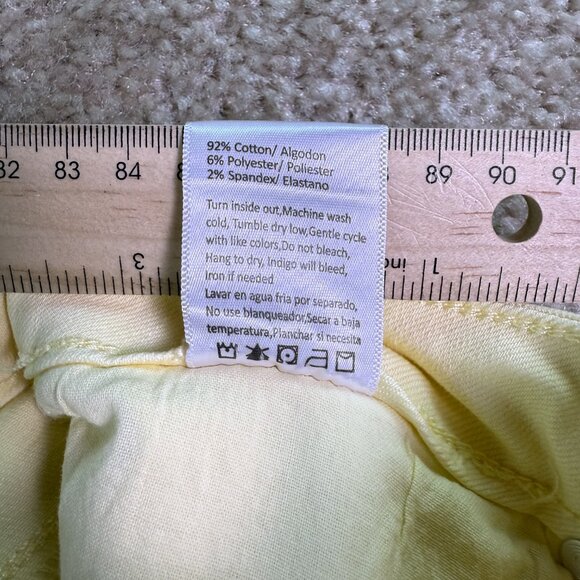 92% Cotton/ Algodon
6% Polyester/ Poliester
2% Spandex/ Elastano
Turn inside out,Machine wash
cold, Tumble dry low,Gentle cycle
with like colors,Do not bleach,
Hang to dry, Indigo will bleed,
Iron if needed
Lavar en agua fria por separado,
No use blanqueador,Secar a baja
temperatura,Planchar si necesita
82 83 84 89 90 91
3 1